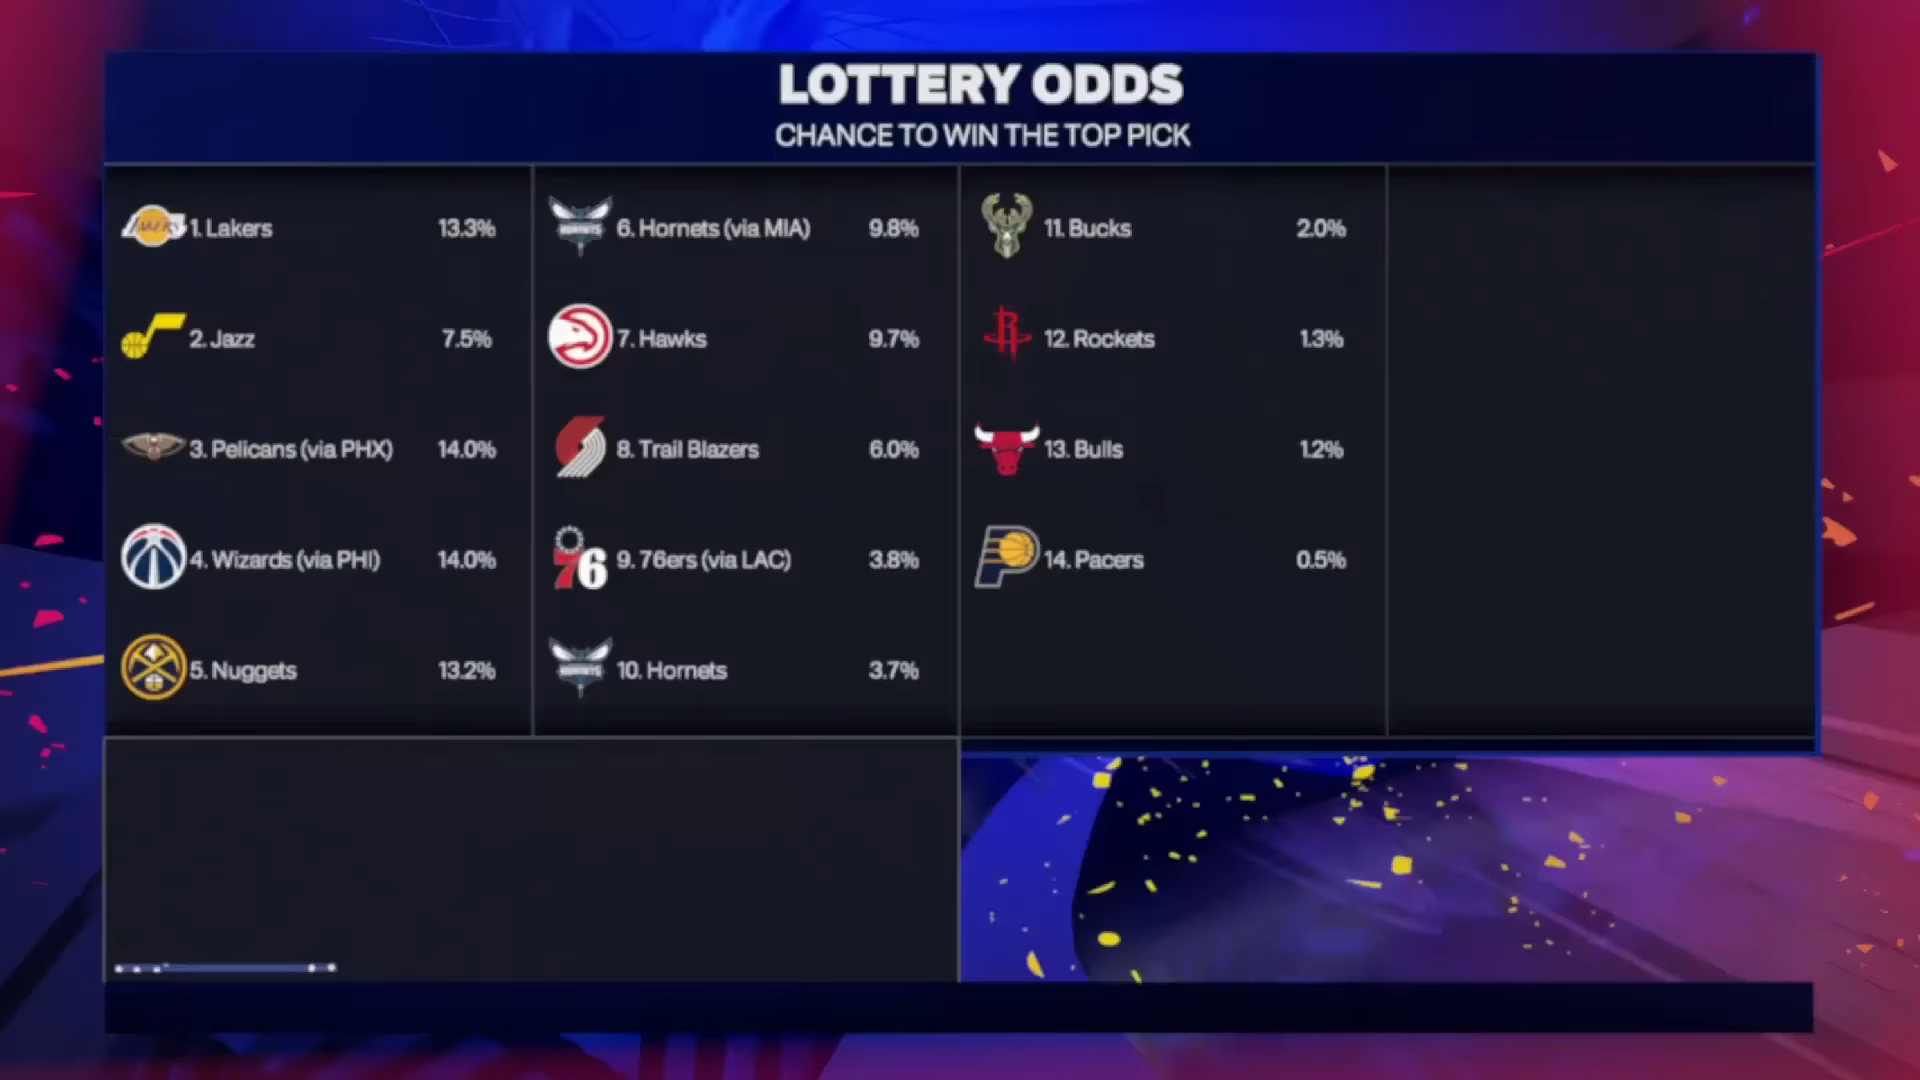 LOTTERY ODDS
CHANCE TO WIN THE TOP PICK
1. Lakers 13.3%
2. Jazz 7.5%
3. Pelicans (via PHX) 14.0%
4. Wizards (via PHI) 14.0%
5. Nuggets 13.2%
6. Hornets (via MIA) 9.8%
7. Hawks 9.7%
8. Trail Blazers 6.0%
9. 76ers (via LAC) 3.8%
10. Hornets 3.7%
11. Bucks 2.0%
12. Rockets 1.3%
13. Bulls 1.2%
14. Pacers 0.5%